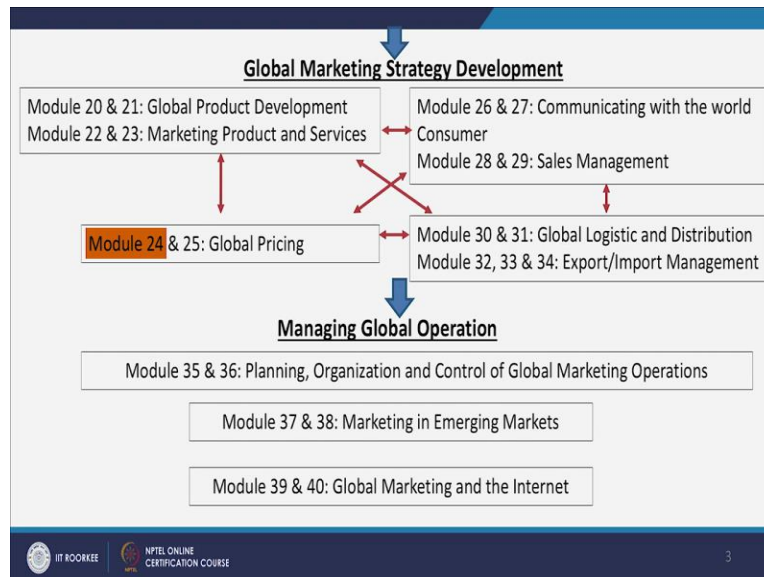 Global Marketing Strategy Development
Module 20 & 21: Global Product Development
Module 22 & 23: Marketing Product and Services
Module 26 & 27: Communicating with the world
Consumer
Module 28 & 29: Sales Management
Module 24 & 25: Global Pricing
Module 30 & 31: Global Logistic and Distribution
Module 32, 33 & 34: Export/Import Management
Managing Global Operation
Module 35 & 36: Planning, Organization and Control of Global Marketing Operations
Module 37 & 38: Marketing in Emerging Markets
Module 39 & 40: Global Marketing and the Internet
IIT ROORKEE
NPTEL ONLINE
CERTIFICATION COURSE
3